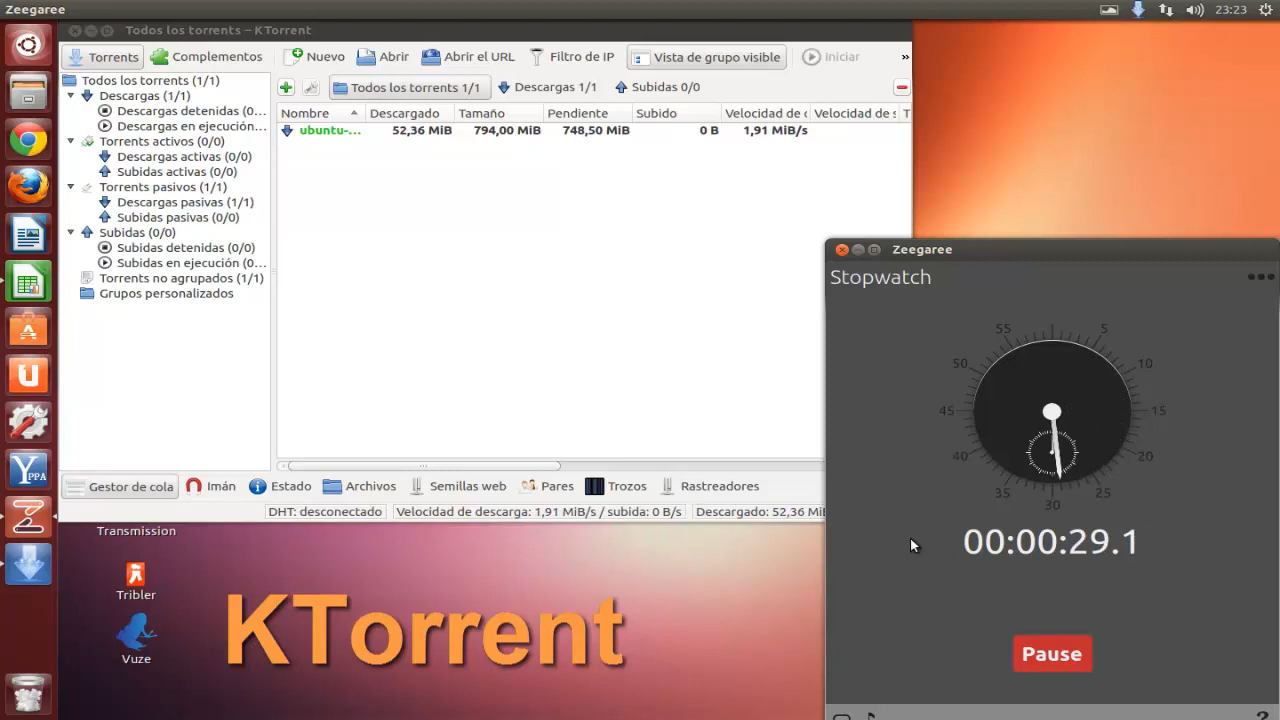 Zeegaree
23:23
Todos los torrents – KTorrent
Torrents Complementos Nuevo Abrir Abrir el URL Filtro de IP Vista de grupo visible Iniciar »
Todos los torrents (1/1)
Descargas (1/1)
Descargas detenidas (0...
Descargas en ejecución...
Torrents activos (0/0)
Descargas activas (0/0)
Subidas activas (0/0)
Torrents pasivos (1/1)
Descargas pasivas (1/1)
Subidas pasivas (0/0)
Subidas (0/0)
Subidas detenidas (0/0)
Subidas en ejecución (0...
Torrents no agrupados (1/1)
Grupos personalizados
Todos los torrents 1/1 Descargas 1/1 Subidas 0/0
Nombre Descargado Tamaño Pendiente Subido Velocidad de d Velocidad de s T
ubuntu-... 52,36 MiB 794,00 MiB 748,50 MiB 0 B 1,91 MiB/s
Gestor de cola Imán Estado Archivos Semillas web Pares Trozos Rastreadores
DHT: desconectado Velocidad de descarga: 1,91 MiB/s / subida: 0 B/s Descargado: 52,36 MiB
Zeegaree
Stopwatch
55 5
50 10
45 15
40 20
35 25
30
00:00:29.1
Pause
?
Transmission
Tribler
Vuze
KTorrent
YPPA